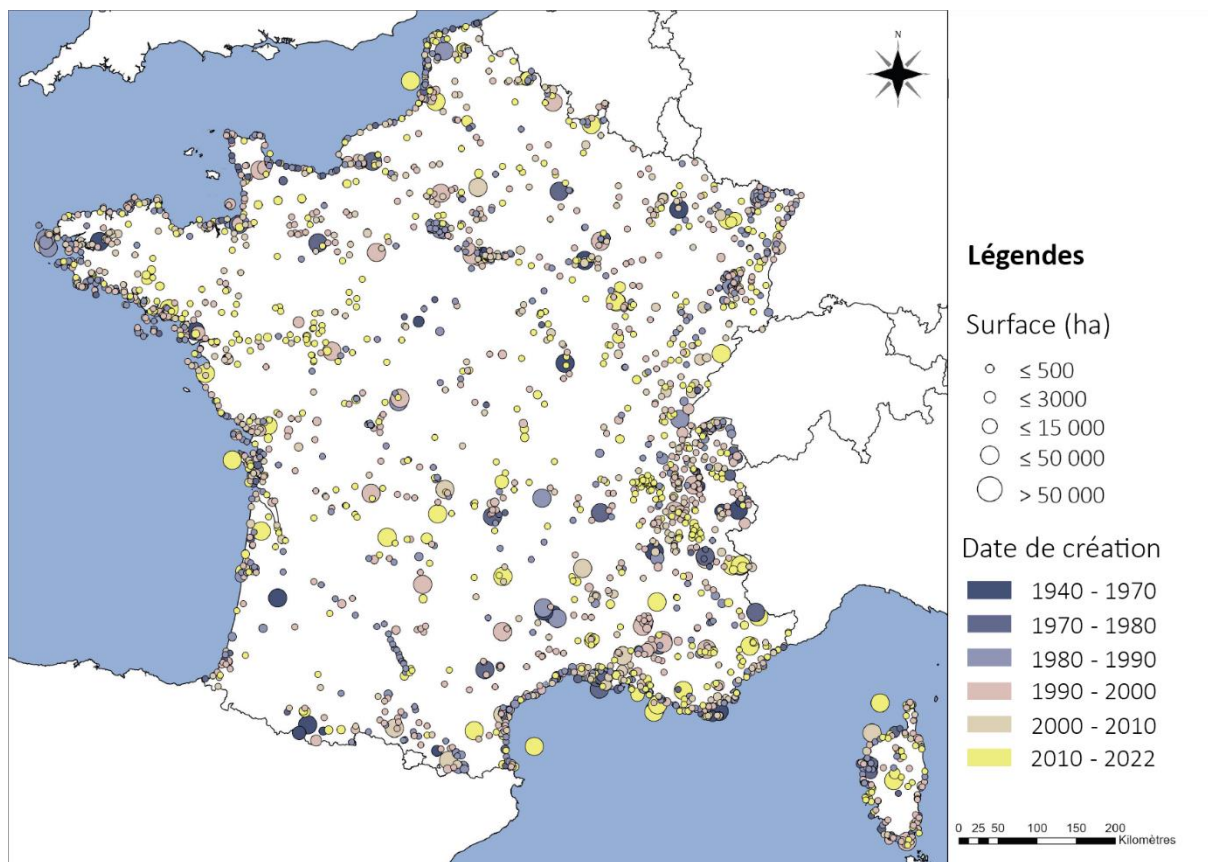 N
Légendes
Surface (ha)
≤ 500
≤ 3000
≤ 15 000
≤ 50 000
> 50 000
Date de création
1940 - 1970
1970 - 1980
1980 - 1990
1990 - 2000
2000 - 2010
2010 - 2022
0 25 50 100 150 200
Kilomètres